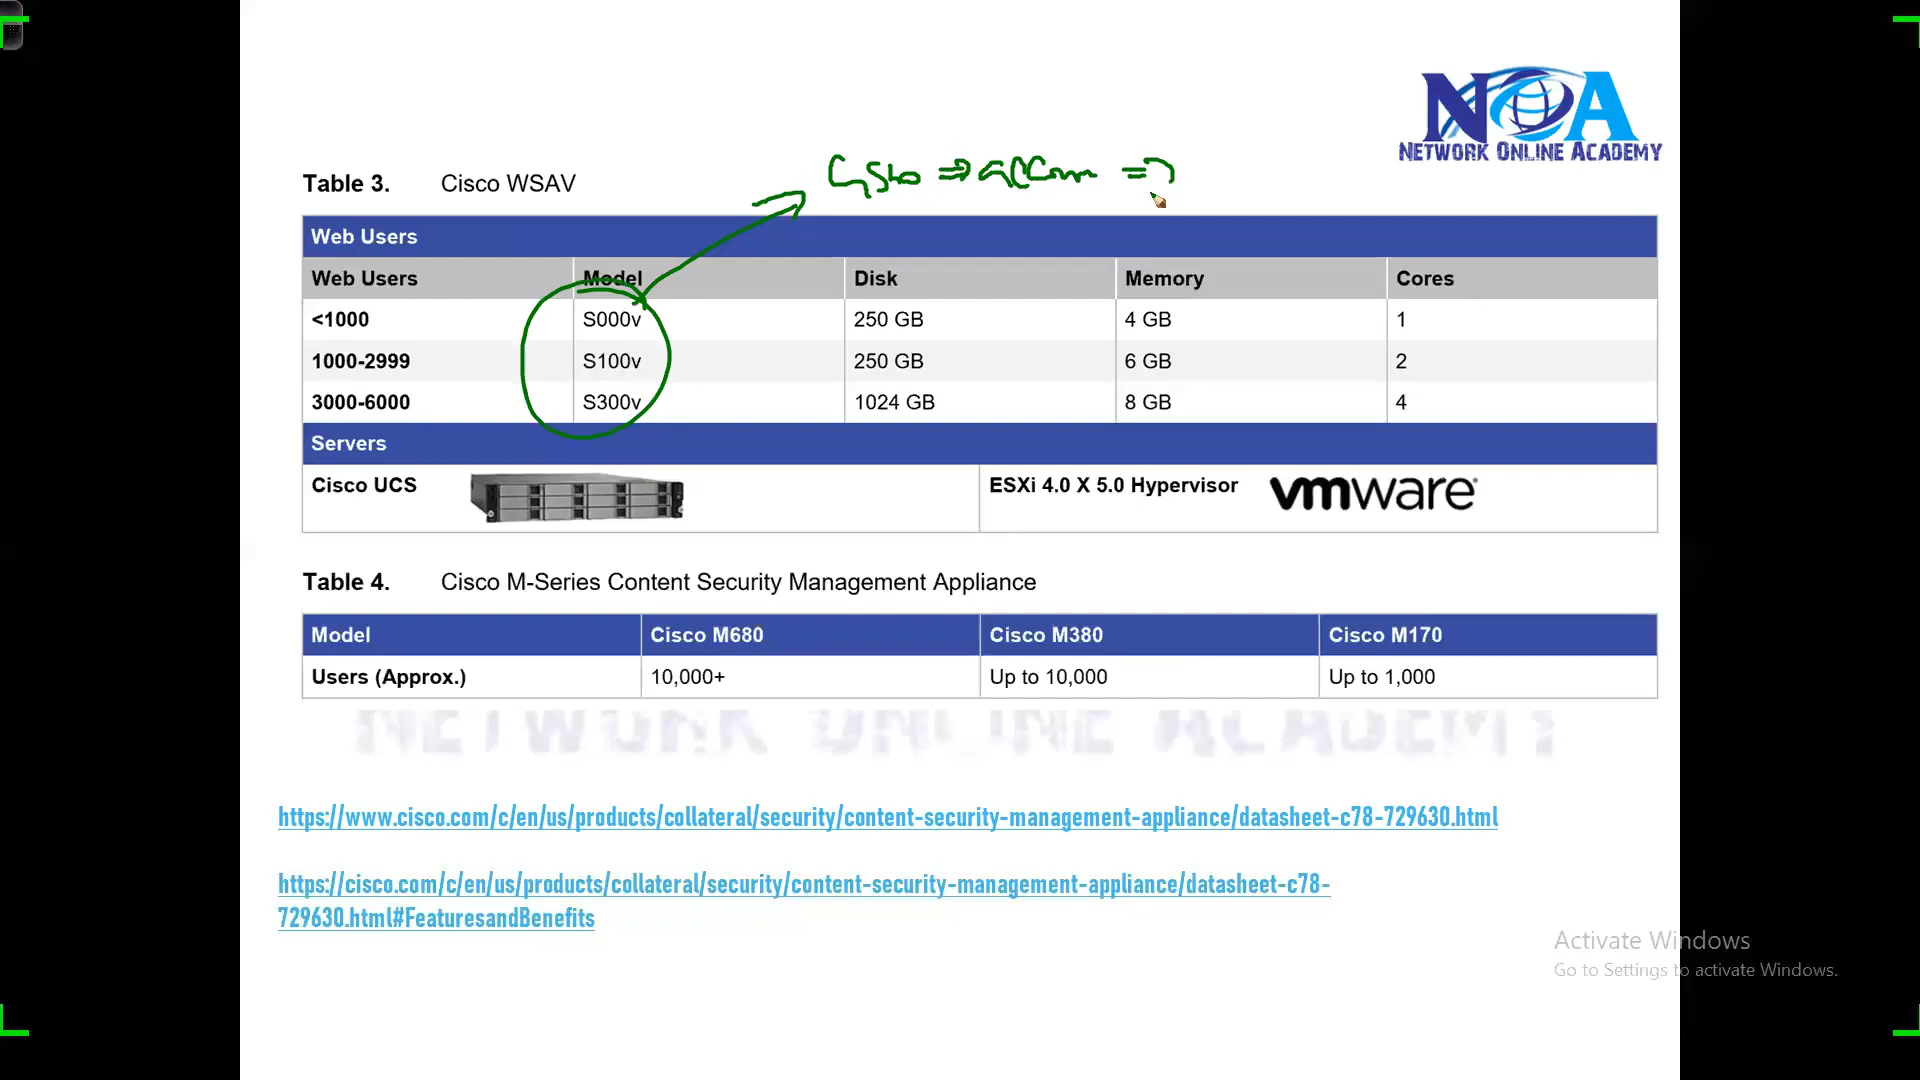 NOA
NETWORK ONLINE ACADEMY
Table 3. Cisco WSAV
Web Users
Web Users Model Disk Memory Cores
<1000 S000v 250 GB 4 GB 1
1000-2999 S100v 250 GB 6 GB 2
3000-6000 S300v 1024 GB 8 GB 4
Servers
Cisco UCS ESXi 4.0 X 5.0 Hypervisor vmware
Table 4. Cisco M-Series Content Security Management Appliance
Model Cisco M680 Cisco M380 Cisco M170
Users (Approx.) 10,000+ Up to 10,000 Up to 1,000
NETWORK ONLINE ACADEMY
https://www.cisco.com/c/en/us/products/collateral/security/content-security-management-appliance/datasheet-c78-729630.html
https://cisco.com/c/en/us/products/collateral/security/content-security-management-appliance/datasheet-c78-
729630.html#FeaturesandBenefits
Activate Windows
Go to Settings to activate Windows.